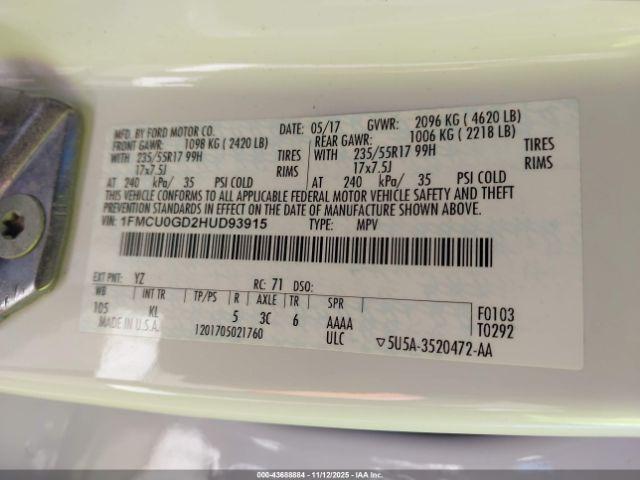 MFD. BY FORD MOTOR CO. DATE: 05/17 GVWR: 2096 KG ( 4620 LB)
FRONT GAWR: 1098 KG ( 2420 LB) REAR GAWR: 1006 KG ( 2218 LB)
WITH 235/55R17 99H TIRES WITH 235/55R17 99H TIRES
17x7.5J RIMS 17x7.5J RIMS
AT 240 kPa/ 35 PSI COLD AT 240 kPa/ 35 PSI COLD
THIS VEHICLE CONFORMS TO ALL APPLICABLE FEDERAL MOTOR VEHICLE SAFETY AND THEFT
PREVENTION STANDARDS IN EFFECT ON THE DATE OF MANUFACTURE SHOWN ABOVE.
VIN: 1FMCU0GD2HUD93915 TYPE: MPV
EXT PNT: YZ RC: 71 DSO:
WB INT TR TP/PS R AXLE TR SPR
105 KL 5 3C 6 AAAA F0103
MADE IN U.S.A. 1201705021760 ULC T0292
▽5U5A-3520472-AA
000-43688884 - 11/12/2025 - IAAI.COM